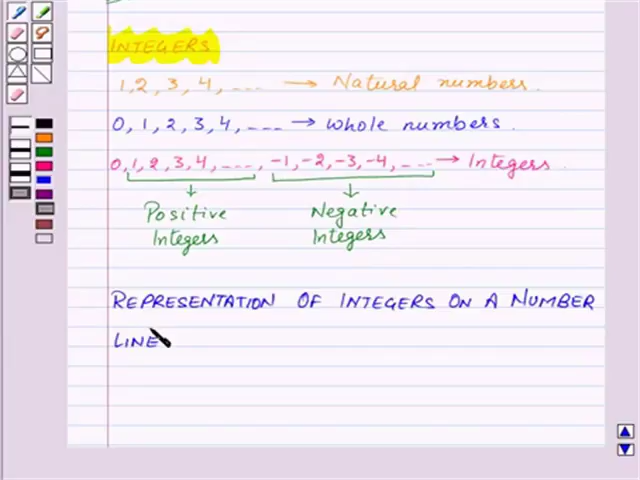 INTEGERS
1, 2, 3, 4, .... → Natural numbers.
0, 1, 2, 3, 4, .... → Whole numbers.
0, 1, 2, 3, 4, ...., -1, -2, -3, -4, .... → Integers.
Positive Integers
Negative Integers
REPRESENTATION OF INTEGERS ON A NUMBER
LINE